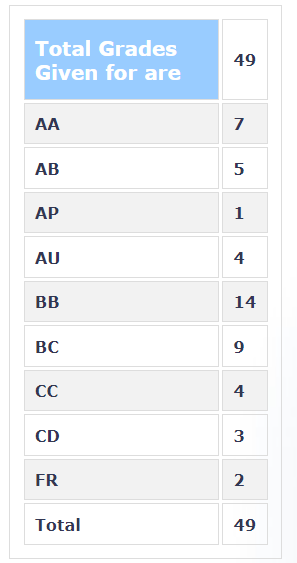 Total Grades
Given for are 49
AA 7
AB 5
AP 1
AU 4
BB 14
BC 9
CC 4
CD 3
FR 2
Total 49